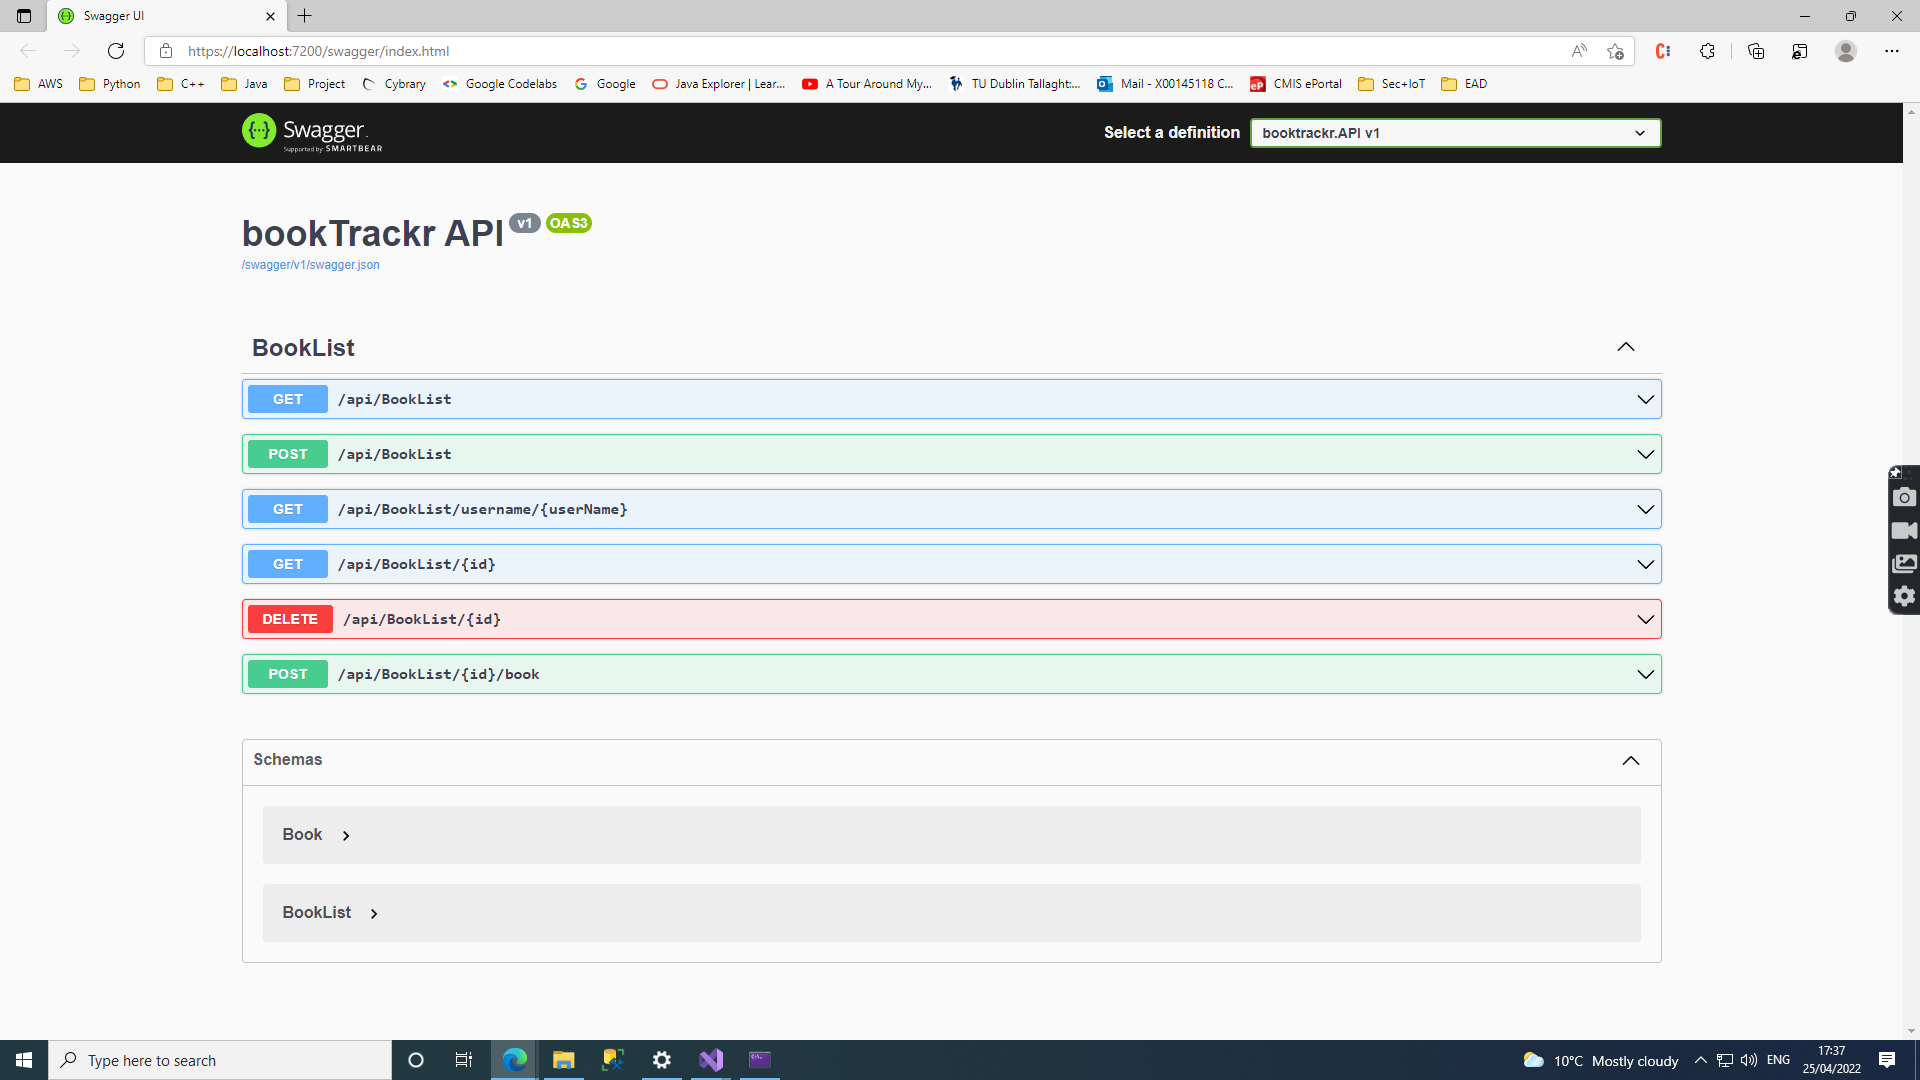 Swagger UI
https://localhost:7200/swagger/index.html
AWS Python C++ Java Project Cybrary Google Codelabs Google Java Explorer | Lear... A Tour Around My... TU Dublin Tallaght:... Mail - X00145118 C... CMIS ePortal Sec+IoT EAD
Swagger
Supported by SMARTBEAR
Select a definition booktrackr.API v1
bookTrackr API v1 OAS3
/swagger/v1/swagger.json
BookList
GET /api/BookList
POST /api/BookList
GET /api/BookList/username/{userName}
GET /api/BookList/{id}
DELETE /api/BookList/{id}
POST /api/BookList/{id}/book
Schemas
Book
BookList
Type here to search
10°C Mostly cloudy ENG
17:37
25/04/2022